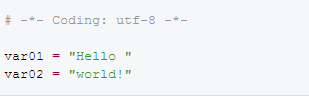 # -*- Coding: utf-8 -*-
var01 = "Hello "
var02 = "world!"